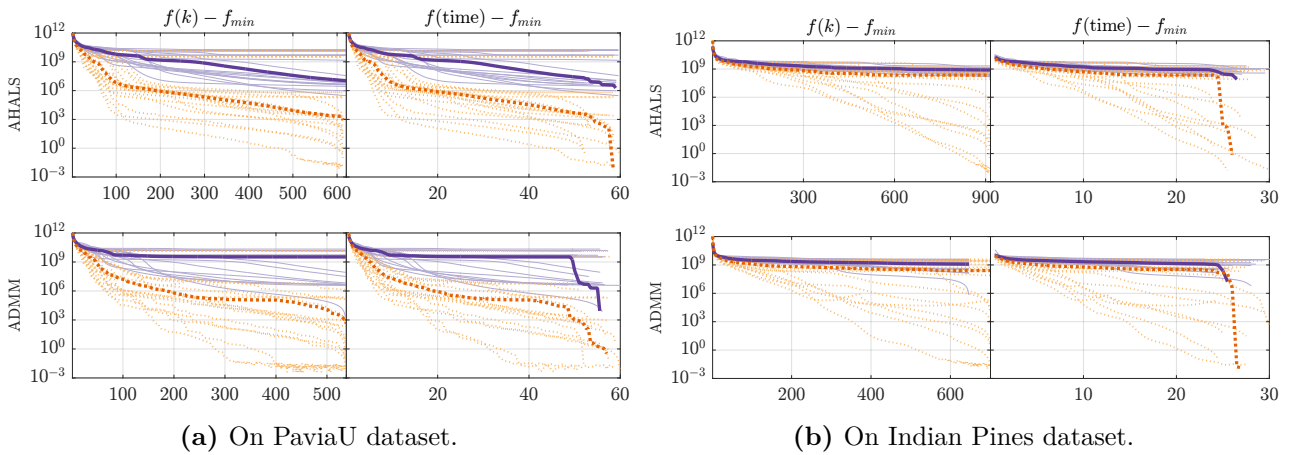 f(k) − f_min f(time) − f_min
AHALS
10^12
10^9
10^6
10^3
10^0
10^−3
100 200 300 400 500 600 20 40 60
ADMM
10^12
10^9
10^6
10^3
10^0
10^−3
100 200 300 400 500 20 40 60
(a) On PaviaU dataset.
f(k) − f_min f(time) − f_min
AHALS
10^12
10^9
10^6
10^3
10^0
10^−3
300 600 900 10 20 30
ADMM
10^12
10^9
10^6
10^3
10^0
10^−3
200 400 600 10 20 30
(b) On Indian Pines dataset.